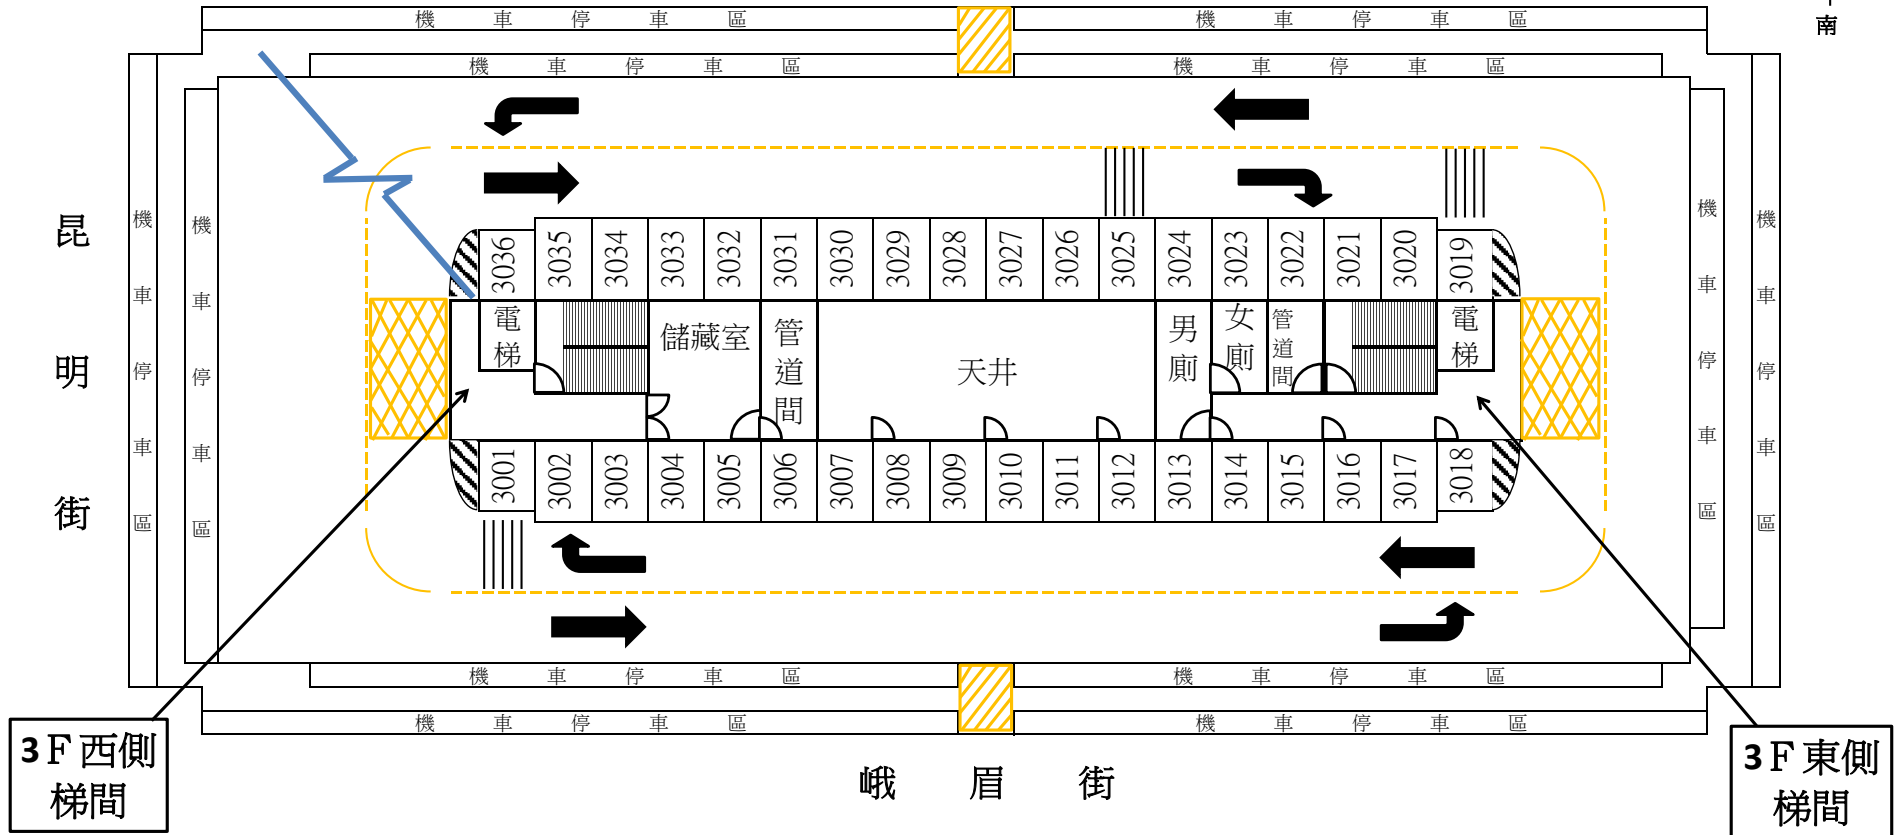 機車停車區
機車停車區
南
機車停車區
機車停車區
昆明街
機車停車區
機車停車區
機車停車區
機車停車區
3036
3035
3034
3033
3032
3031
3030
3029
3028
3027
3026
3025
3024
3023
3022
3021
3020
3019
電梯
儲藏室
管道間
天井
男廁
女廁
管道間
電梯
3001
3002
3003
3004
3005
3006
3007
3008
3009
3010
3011
3012
3013
3014
3015
3016
3017
3018
機車停車區
機車停車區
機車停車區
機車停車區
3F西側
梯間
峨眉街
3F東側
梯間